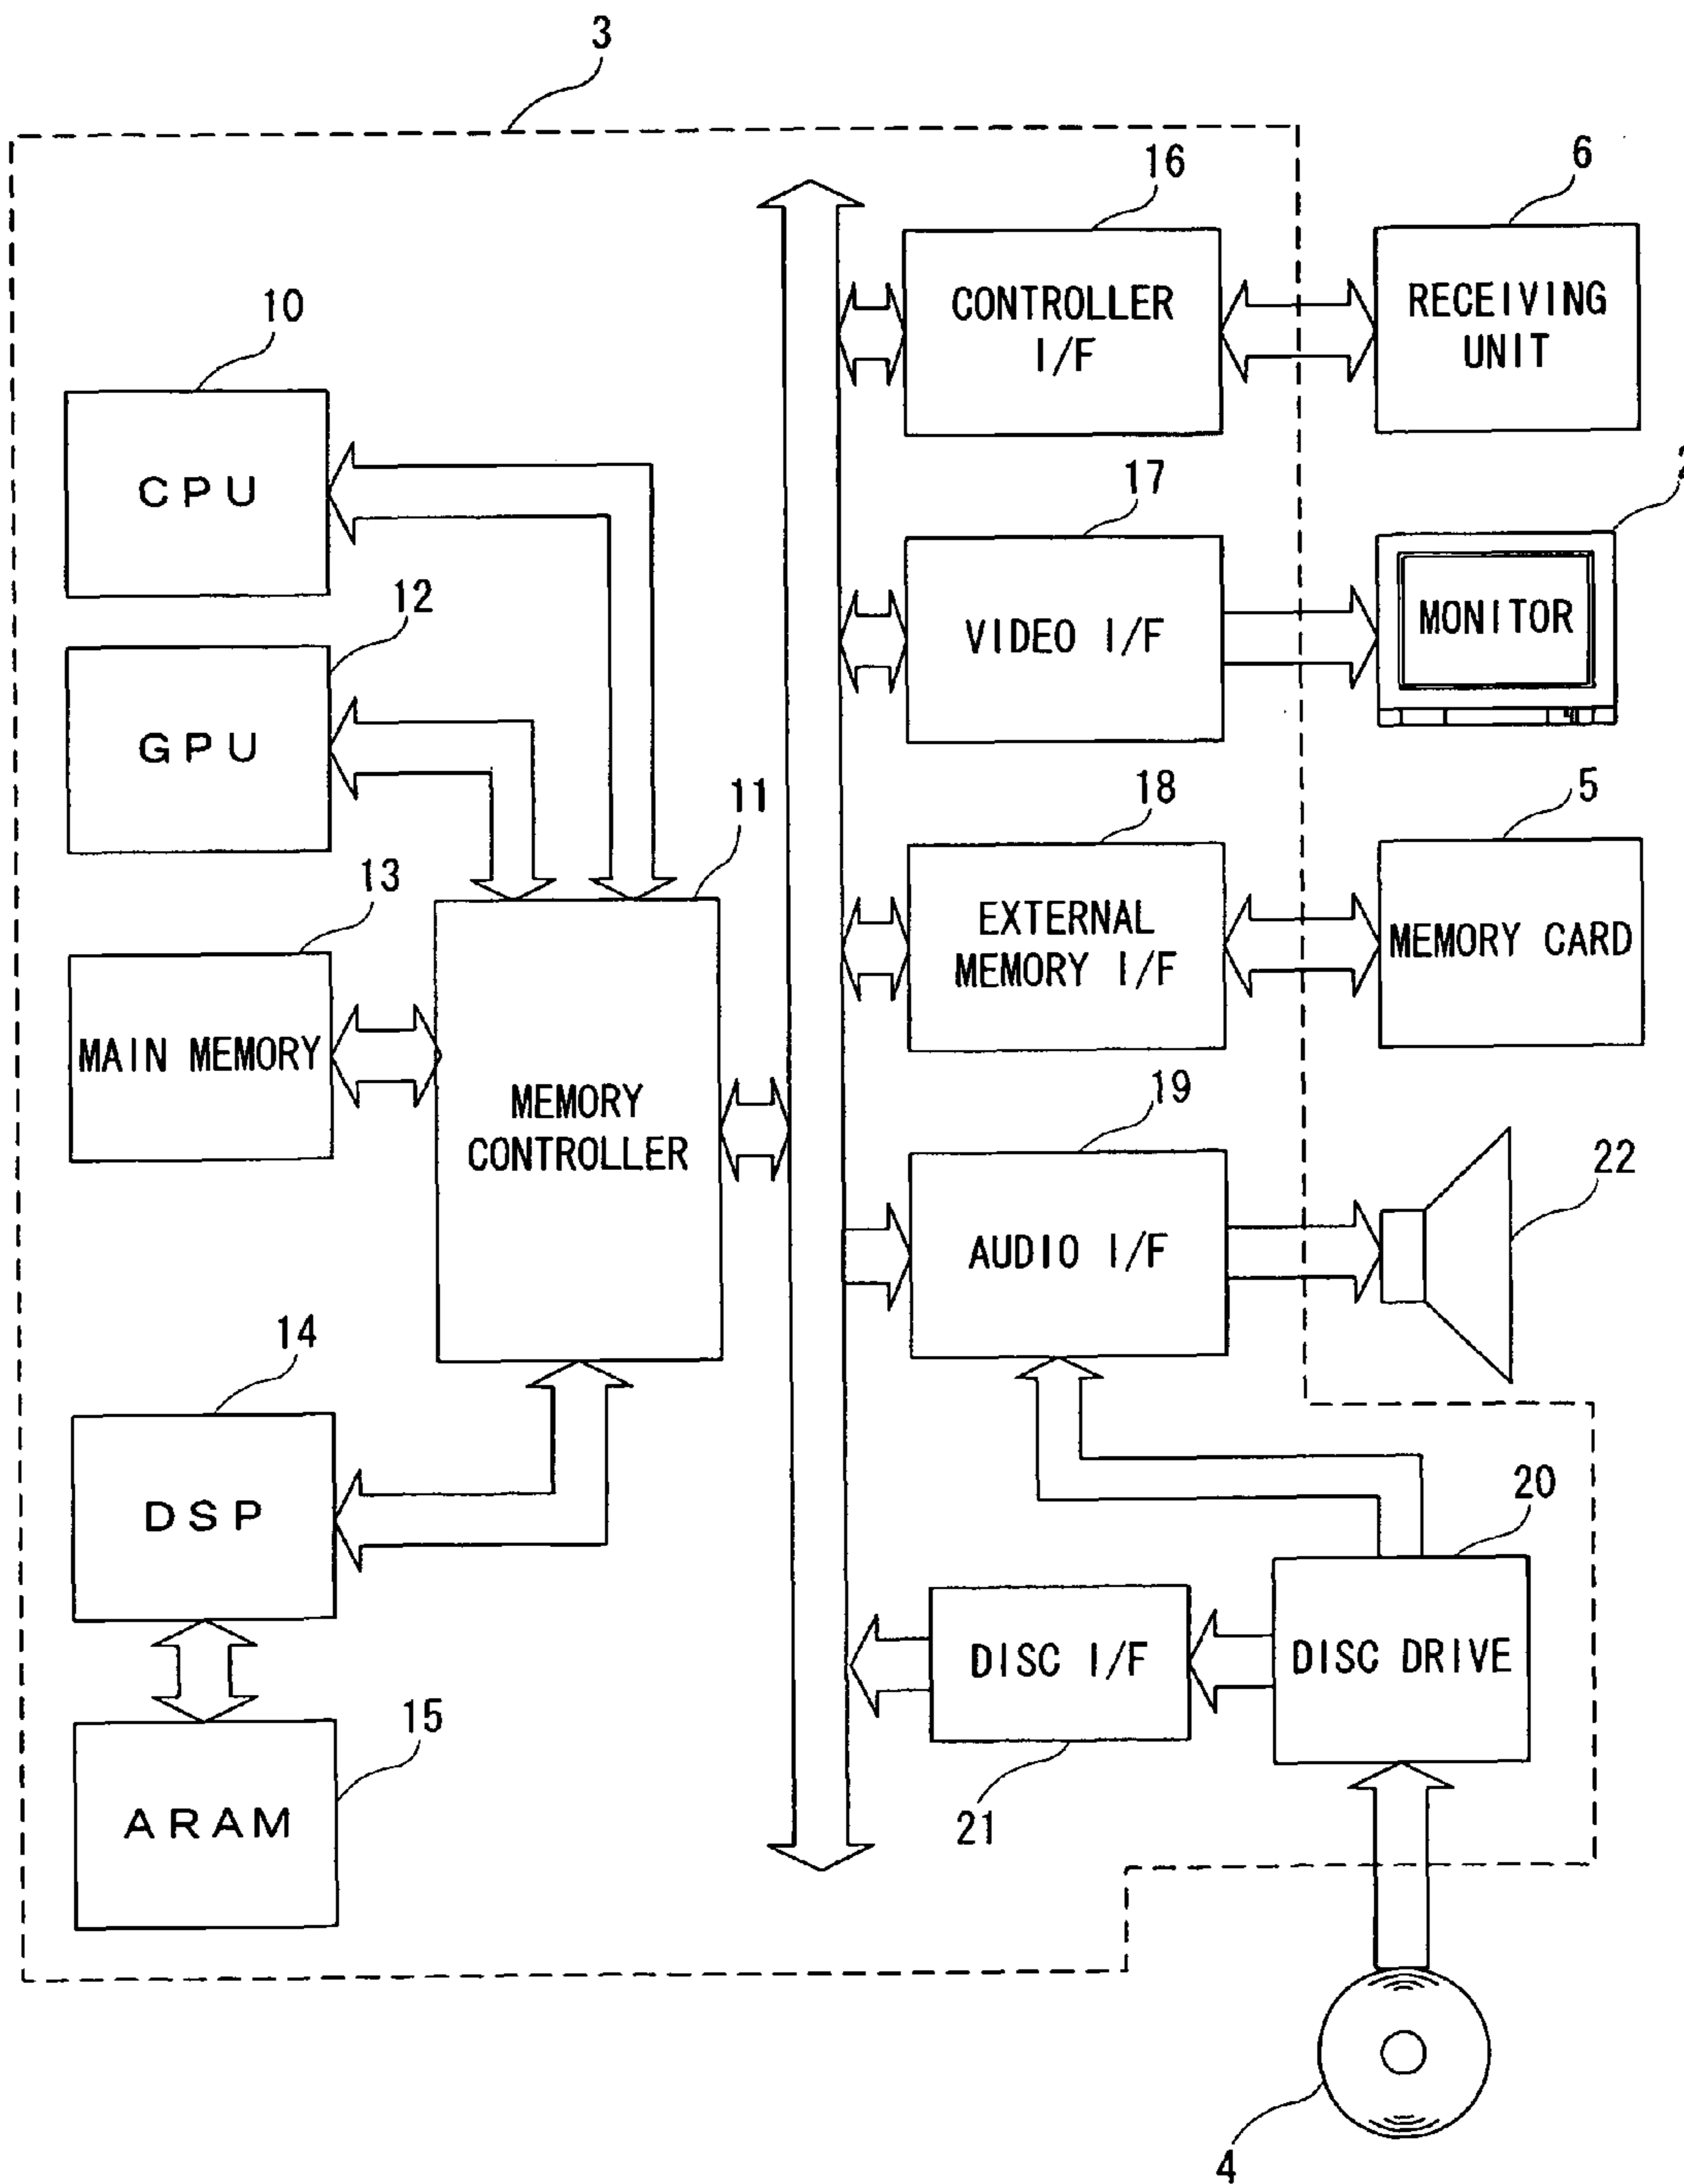 3
16
6
CONTROLLER
I/F
RECEIVING
UNIT
10
CPU
17
2
VIDEO I/F
MONITOR
12
GPU
11
18
5
EXTERNAL
MEMORY I/F
MEMORY CARD
13
MAIN MEMORY
MEMORY
CONTROLLER
19
22
AUDIO I/F
14
DSP
20
DISC I/F
DISC DRIVE
15
21
ARAM
4